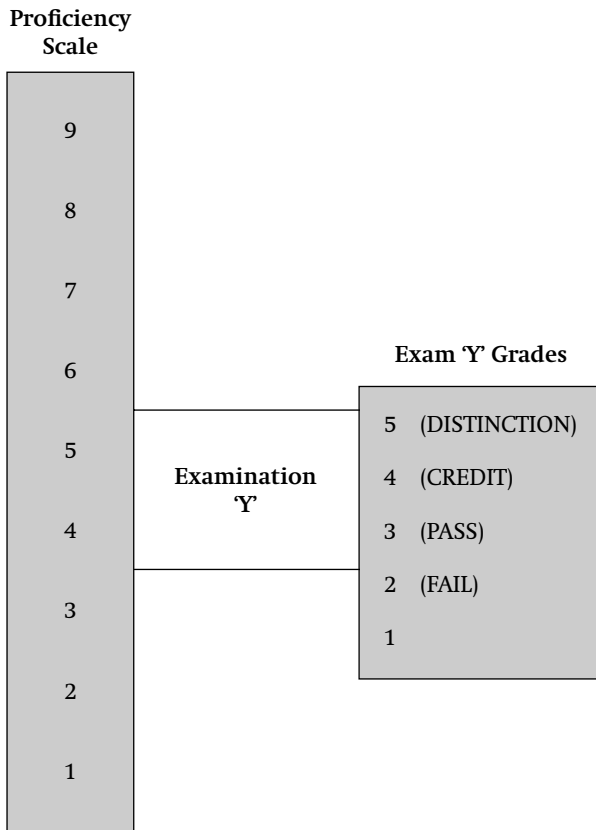 Proficiency
Scale
9
8
7
6
5
4
3
2
1
Examination
‘Y’
Exam ‘Y’ Grades
5 (DISTINCTION)
4 (CREDIT)
3 (PASS)
2 (FAIL)
1